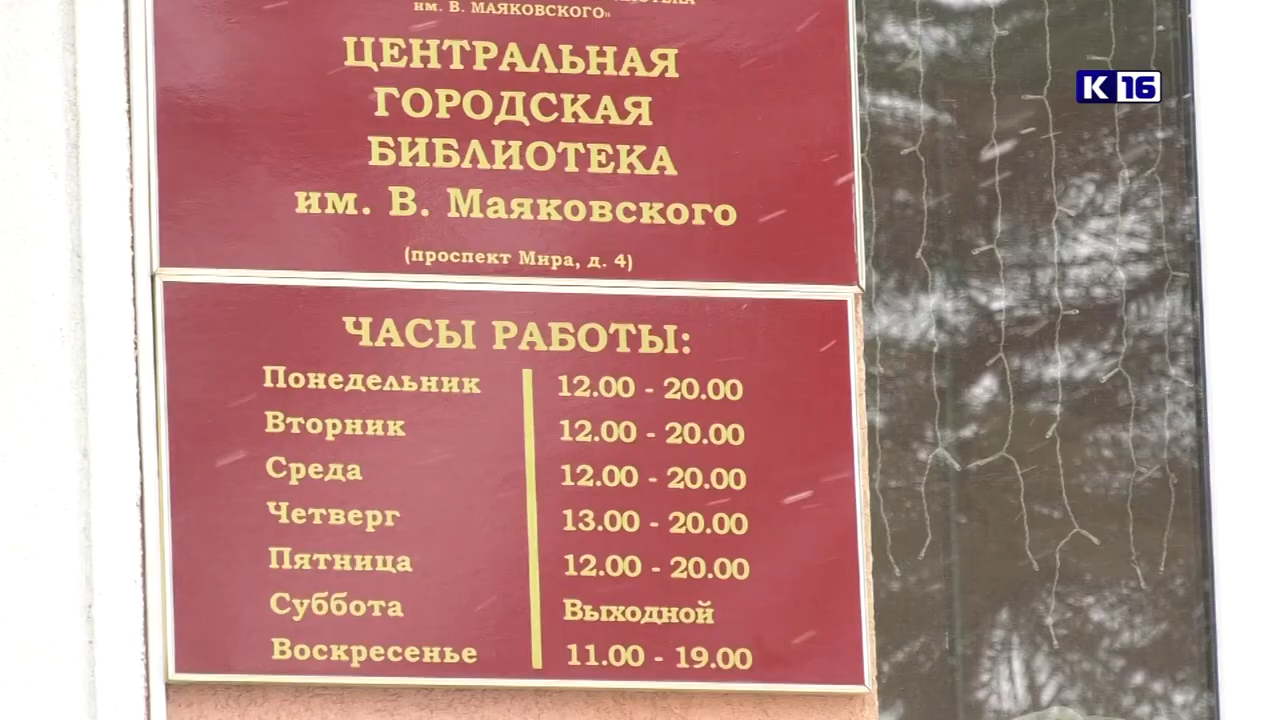 им. В. МАЯКОВСКОГО»
ЦЕНТРАЛЬНАЯ
ГОРОДСКАЯ
БИБЛИОТЕКА
им. В. Маяковского
(проспект Мира, д. 4)
К 16
ЧАСЫ РАБОТЫ:
Понедельник 12.00 - 20.00
Вторник 12.00 - 20.00
Среда 12.00 - 20.00
Четверг 13.00 - 20.00
Пятница 12.00 - 20.00
Суббота Выходной
Воскресенье 11.00 - 19.00